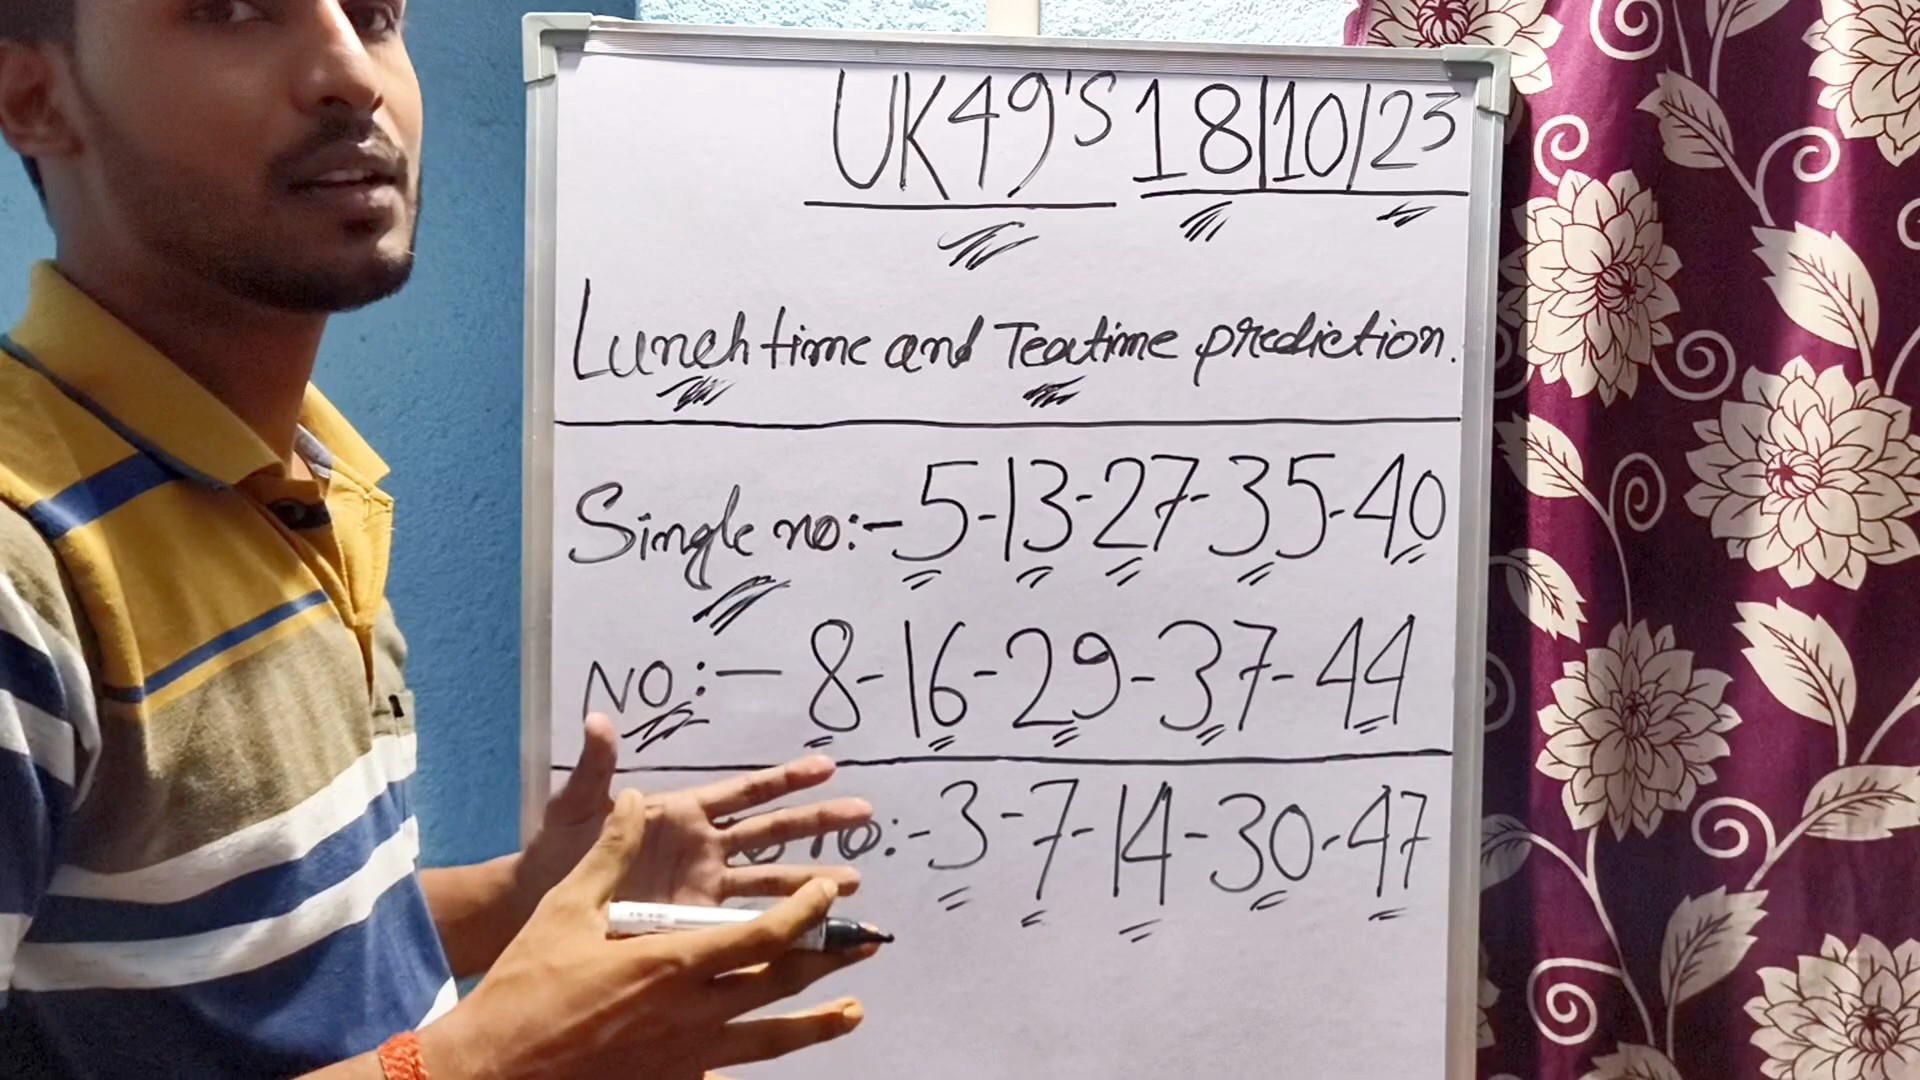 UK49'S 18/10/23
Lunch time and Teatime prediction.
Single no:- 5-13-27-35-40
NO:- 8-16-29-37-44
no:-3-7-14-30-47